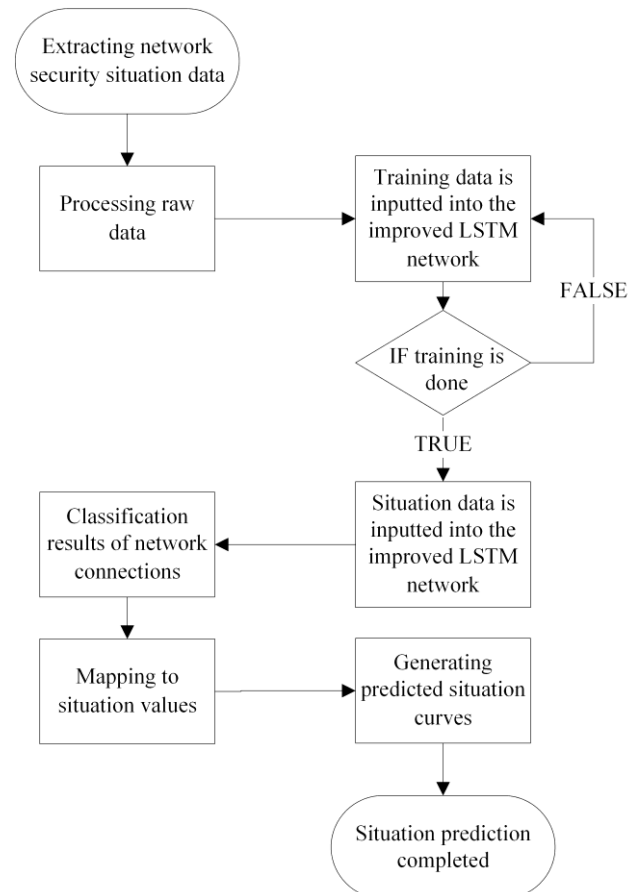 Extracting network
security situation data
Processing raw
data
Training data is
inputted into the
improved LSTM
network
FALSE
IF training is
done
TRUE
Situation data is
inputted into the
improved LSTM
network
Classification
results of network
connections
Mapping to
situation values
Generating
predicted situation
curves
Situation prediction
completed